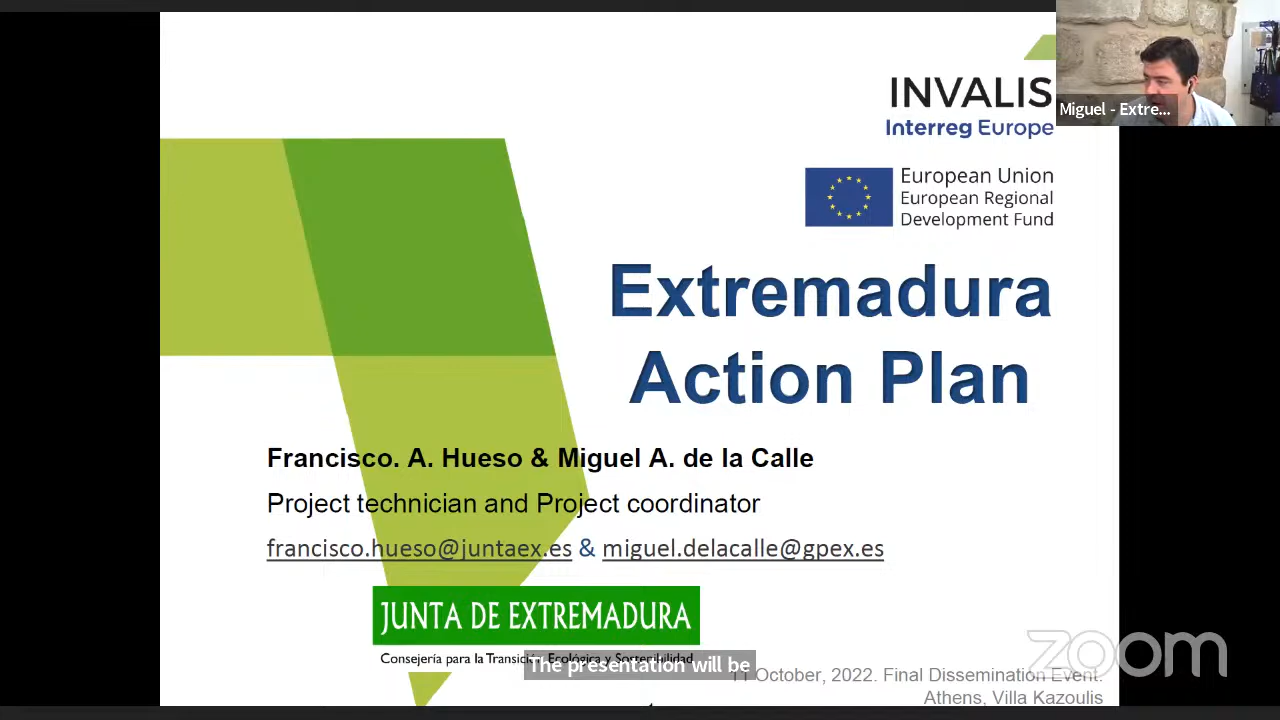 INVALIS
Interreg Europe
Miguel - Extre...
European Union
European Regional
Development Fund
Extremadura
Action Plan
Francisco. A. Hueso & Miguel A. de la Calle
Project technician and Project coordinator
francisco.hueso@juntaex.es & miguel.delacalle@gpex.es
JUNTA DE EXTREMADURA
Consejería para la Transición Ecológica y Sostenibilidad
The presentation will be
11 October, 2022. Final Dissemination Event.
Athens, Villa Kazoulis
zoom